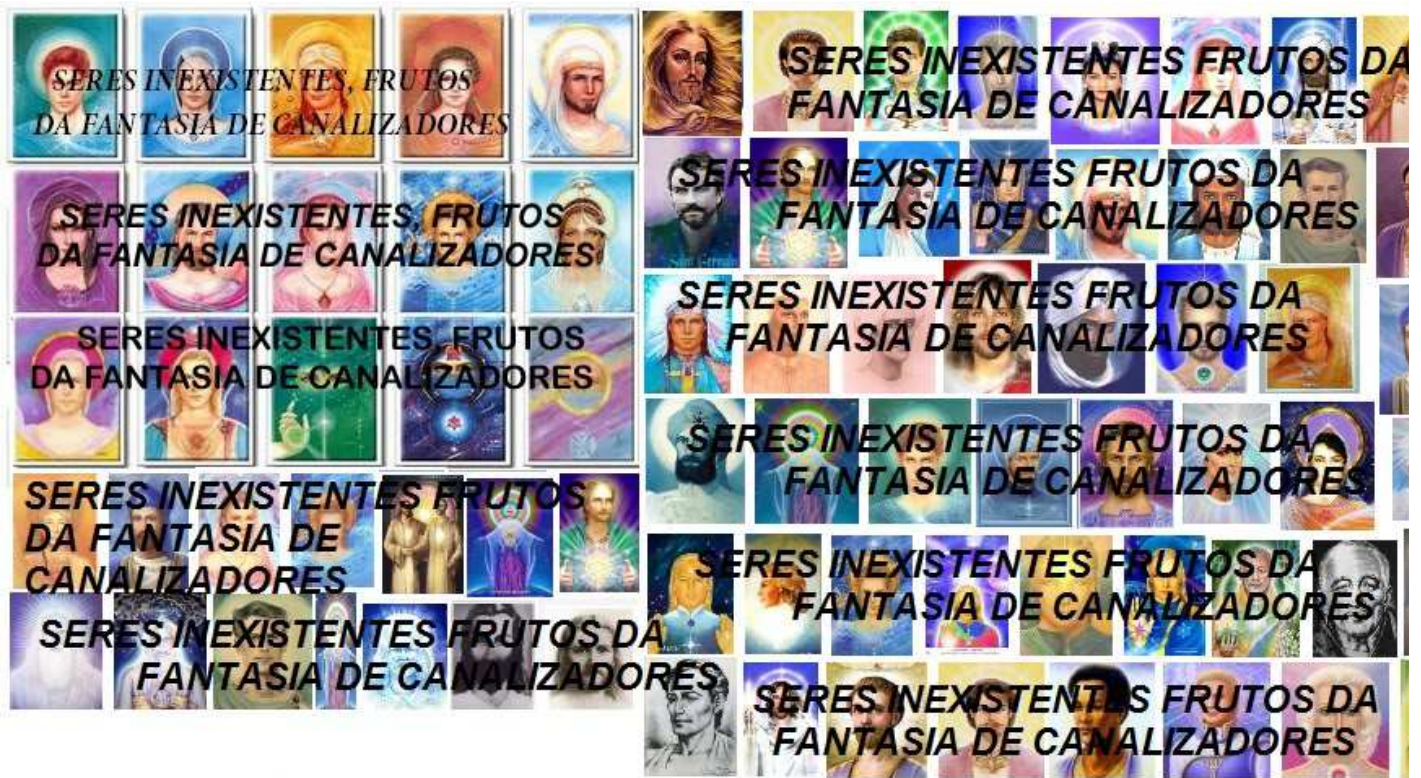 SERES INEXISTENTES, FRUTOS
DA FANTASIA DE CANALIZADORES
SERES INEXISTENTES, FRUTOS
DA FANTASIA DE CANALIZADORES
SERES INEXISTENTES, FRUTOS
DA FANTASIA DE CANALIZADORES
SERES INEXISTENTES FRUTOS
DA FANTASIA DE
CANALIZADORES
SERES INEXISTENTES FRUTOS DA
FANTASIA DE CANALIZADORES
SERES INEXISTENTES FRUTOS DA
FANTASIA DE CANALIZADORES
SERES INEXISTENTES FRUTOS DA
FANTASIA DE CANALIZADORES
Saint Germain
SERES INEXISTENTES FRUTOS DA
FANTASIA DE CANALIZADORES
SERES INEXISTENTES FRUTOS DA
FANTASIA DE CANALIZADORES
SERES INEXISTENTES FRUTOS DA
FANTASIA DE CANALIZADORES
SERES INEXISTENTES FRUTOS DA
FANTASIA DE CANALIZADORES